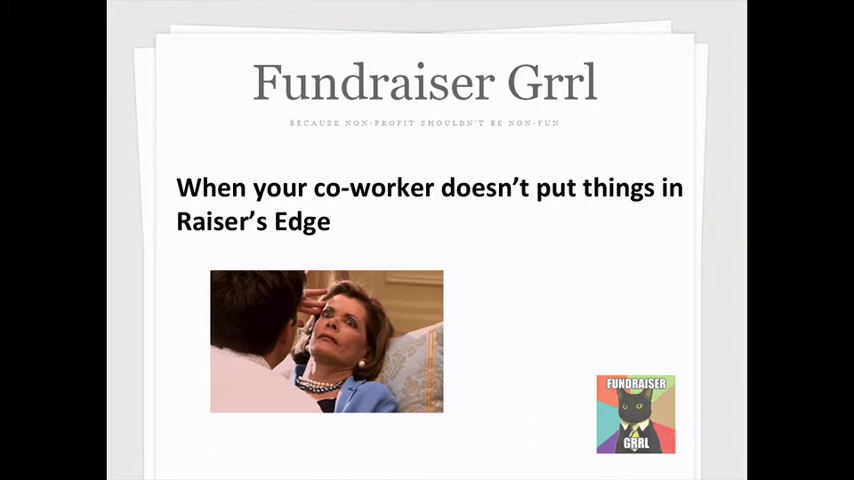 Fundraiser Grrl
BECAUSE NON-PROFIT SHOULDN'T BE NON-FUN
When your co-worker doesn’t put things in
Raiser’s Edge
FUNDRAISER
GRRL